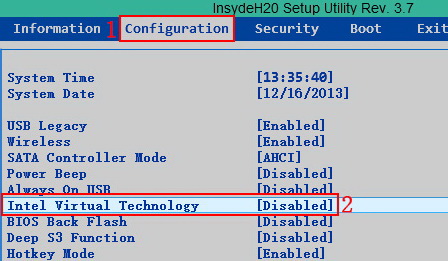 InsydeH20 Setup Utility Rev. 3.7
Information 1 Configuration Security Boot Exit
System Time [13:35:40]
System Date [12/16/2013]
USB Legacy [Enabled]
Wireless [Enabled]
SATA Controller Mode [AHCI]
Power Beep [Disabled]
Always On USB [Disabled]
Intel Virtual Technology [Disabled] 2
BIOS Back Flash [Disabled]
Deep S3 Function [Disabled]
Hotkey Mode [Enabled]